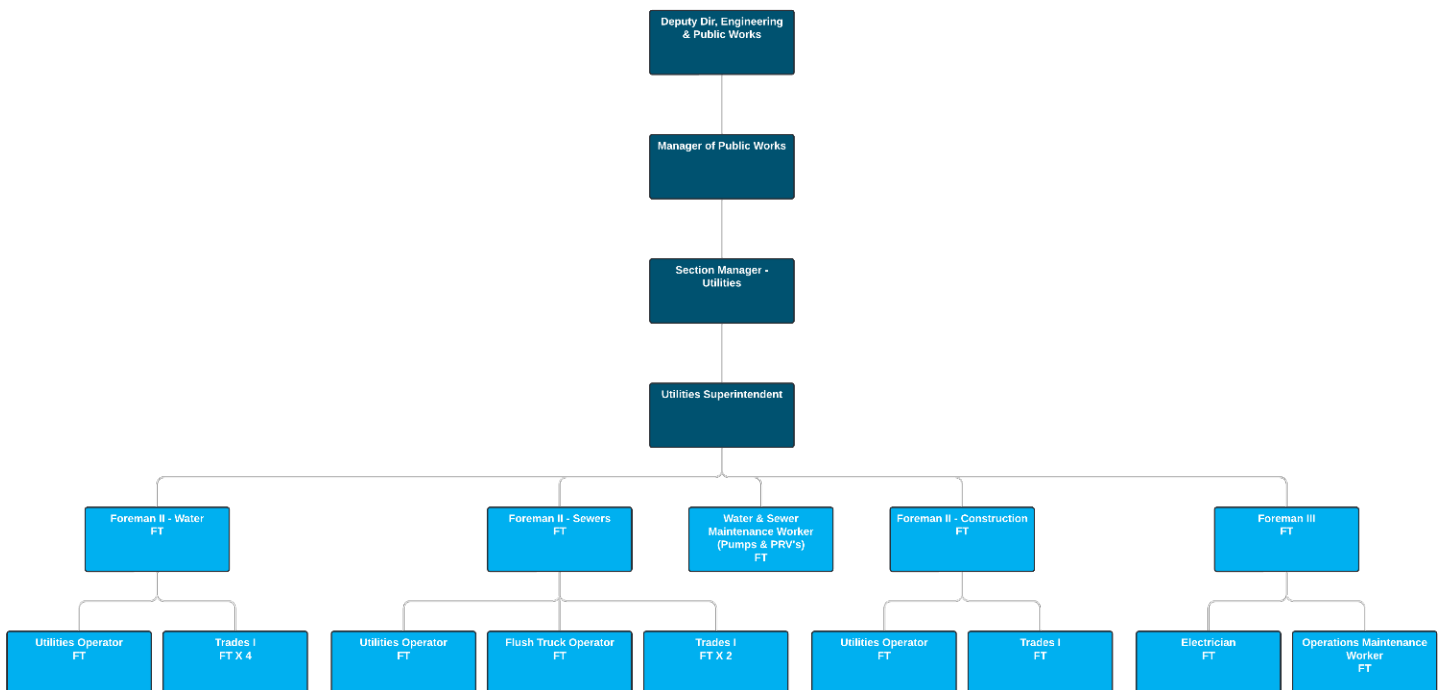 Deputy Dir, Engineering
& Public Works
Manager of Public Works
Section Manager -
Utilities
Utilities Superintendent
Foreman II - Water
FT
Foreman II - Sewers
FT
Water & Sewer
Maintenance Worker
(Pumps & PRV's)
FT
Foreman II - Construction
FT
Foreman III
FT
Utilities Operator
FT
Trades I
FT X 4
Utilities Operator
FT
Flush Truck Operator
FT
Trades I
FT X 2
Utilities Operator
FT
Trades I
FT
Electrician
FT
Operations Maintenance
Worker
FT